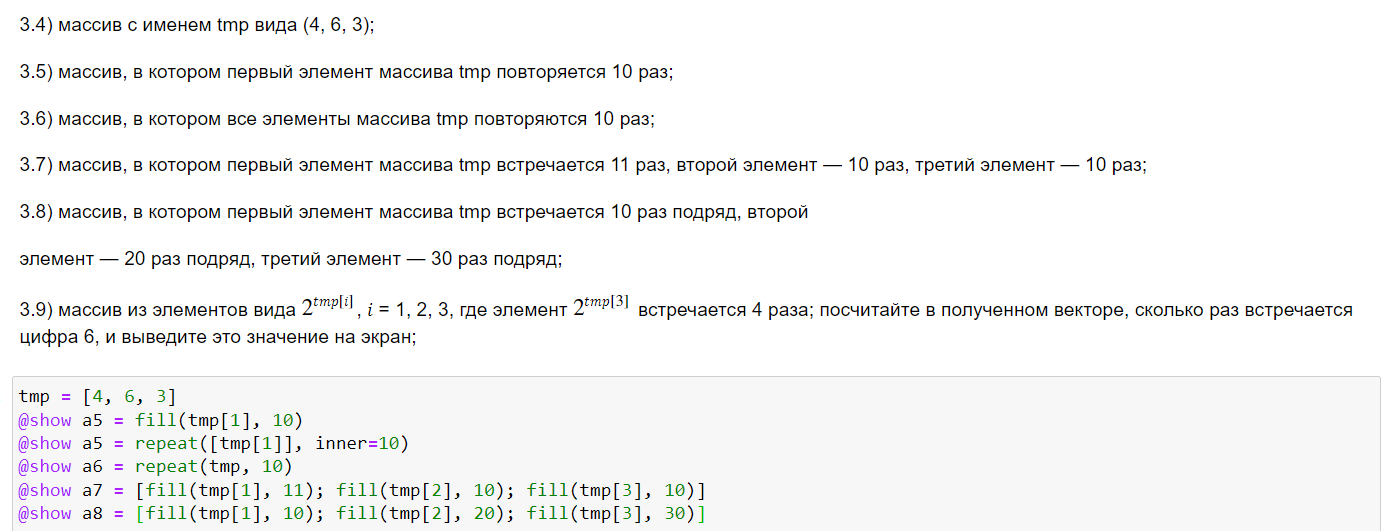 3.4) массив с именем tmp вида (4, 6, 3);
3.5) массив, в котором первый элемент массива tmp повторяется 10 раз;
3.6) массив, в котором все элементы массива tmp повторяются 10 раз;
3.7) массив, в котором первый элемент массива tmp встречается 11 раз, второй элемент — 10 раз, третий элемент — 10 раз;
3.8) массив, в котором первый элемент массива tmp встречается 10 раз подряд, второй
элемент — 20 раз подряд, третий элемент — 30 раз подряд;
3.9) массив из элементов вида 2^{tmp[i]}, i = 1, 2, 3, где элемент 2^{tmp[3]} встречается 4 раза; посчитайте в полученном векторе, сколько раз встречается
цифра 6, и выведите это значение на экран;
tmp = [4, 6, 3]
@show a5 = fill(tmp[1], 10)
@show a5 = repeat([tmp[1]], inner=10)
@show a6 = repeat(tmp, 10)
@show a7 = [fill(tmp[1], 11); fill(tmp[2], 10); fill(tmp[3], 10)]
@show a8 = [fill(tmp[1], 10); fill(tmp[2], 20); fill(tmp[3], 30)]